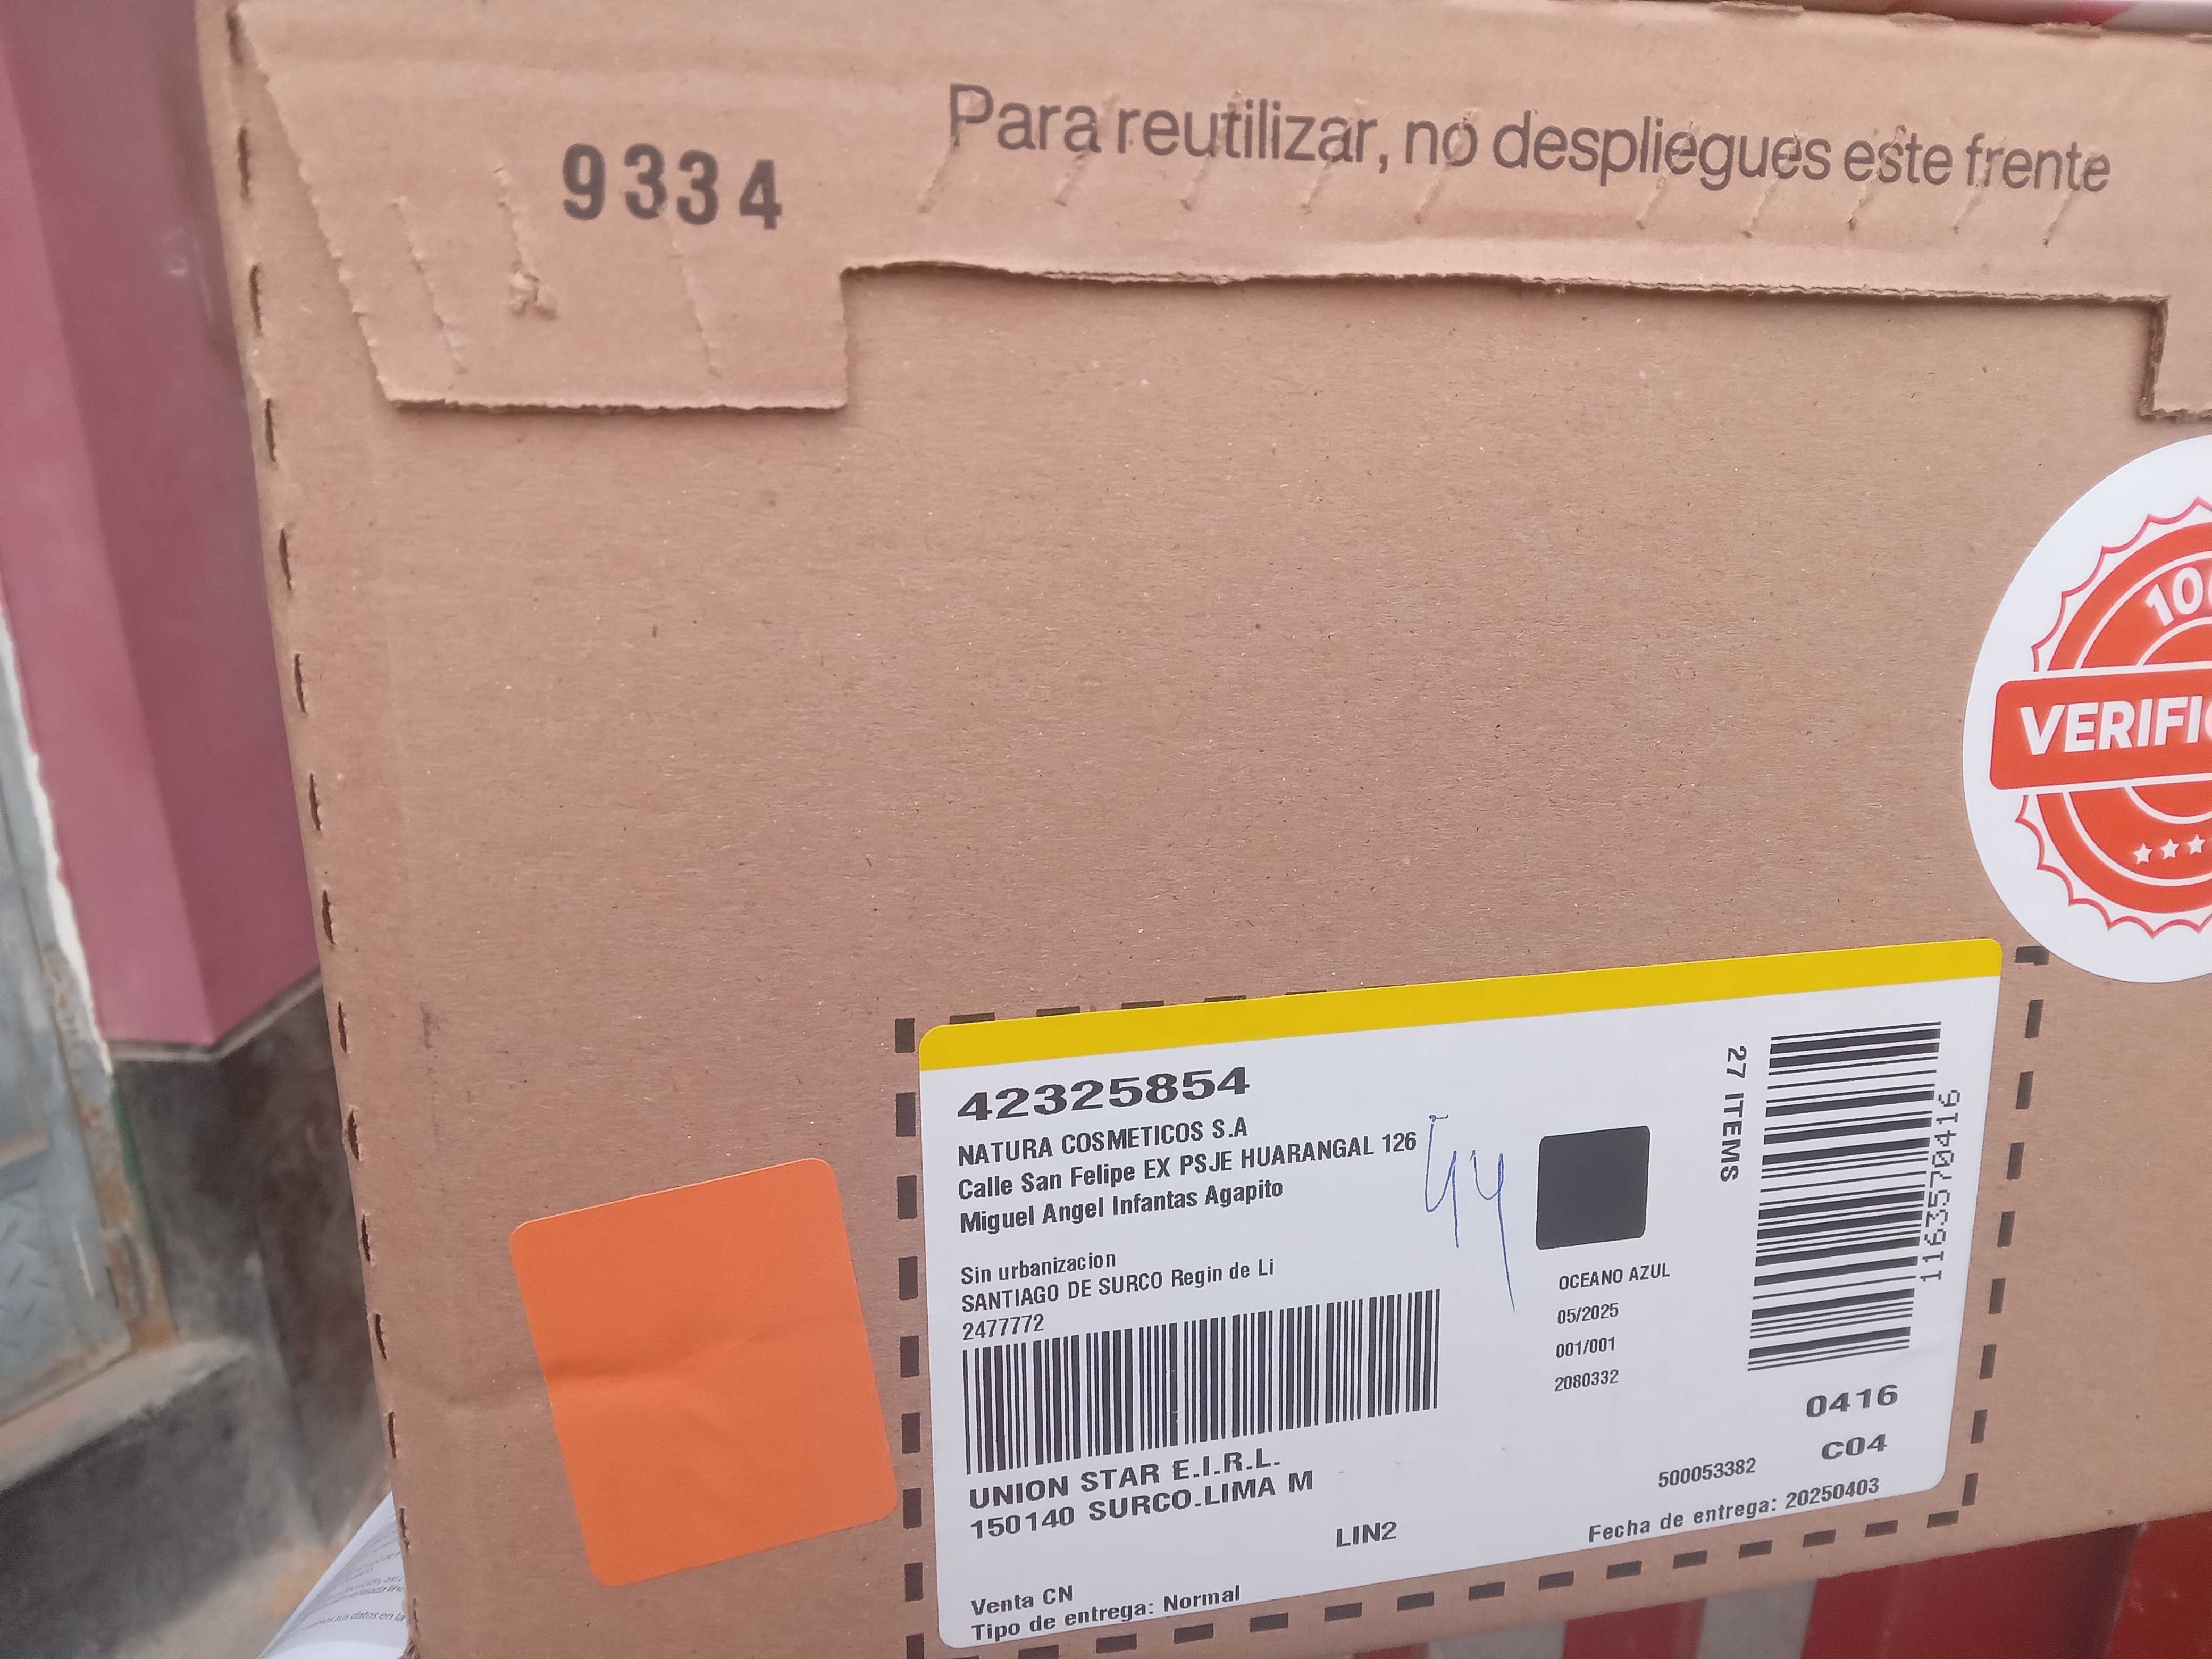 9334
Para reutilizar, no despliegues este frente
VERIFI
42325854
NATURA COSMETICOS S.A
Calle San Felipe EX PSJE HUARANGAL 126
Miguel Angel Infantas Agapito
Sin urbanizacion
SANTIAGO DE SURCO Regin de Li
2477772
UNION STAR E.I.R.L.
150140 SURCO.LIMA M
LIN2
Venta CN
Tipo de entrega: Normal
44
OCEANO AZUL
05/2025
001/001
2080332
27 ITEMS
11635570416
0416
C04
500053382
Fecha de entrega: 20250403